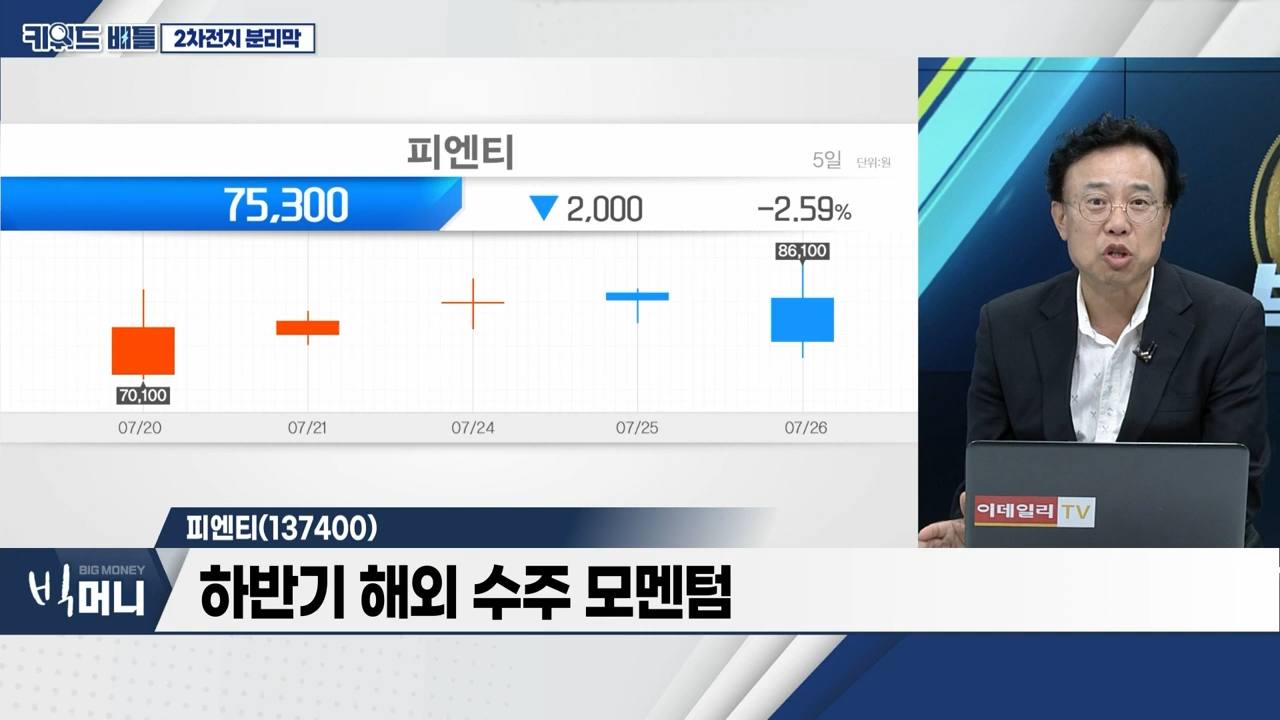 키워드 배틀 2차전지 분리막
피엔티
5일 단위:원
75,300 ▼2,000 -2.59%
86,100
70,100
07/20 07/21 07/24 07/25 07/26
이데일리 TV
피엔티(137400)
BIG MONEY
빅머니
하반기 해외 수주 모멘텀